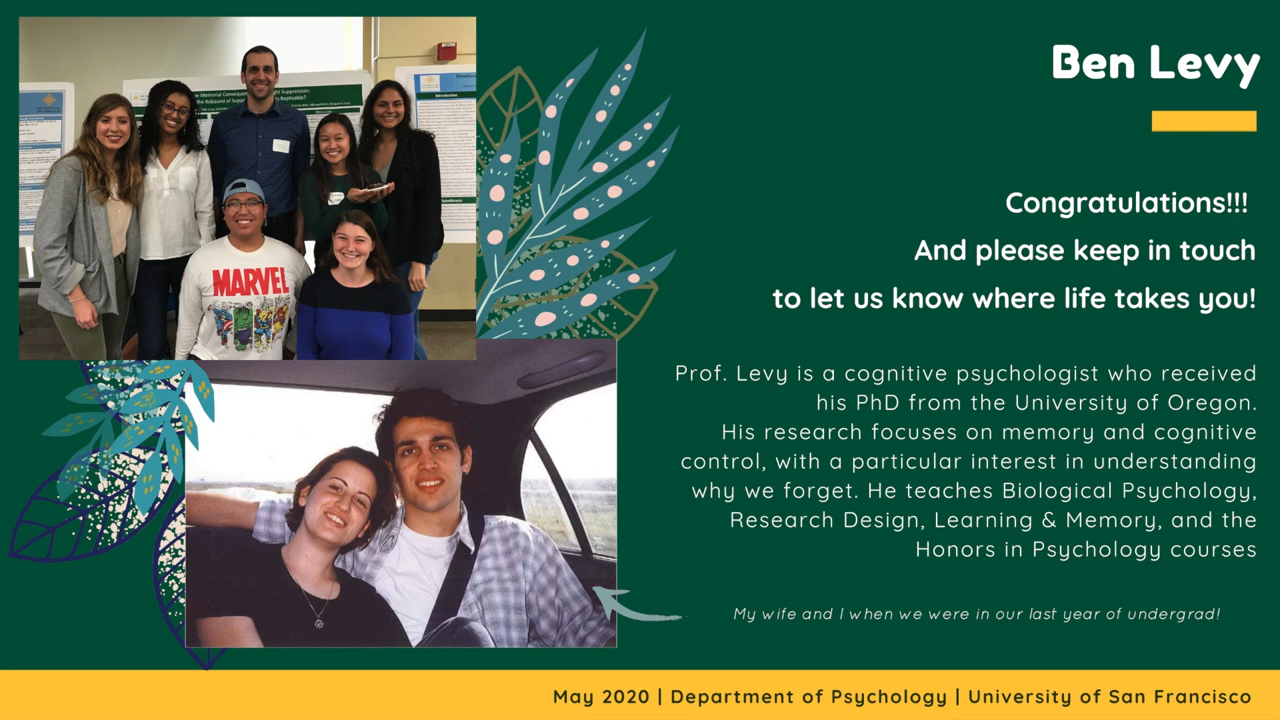 Ben Levy
Congratulations!!!
And please keep in touch
to let us know where life takes you!
Prof. Levy is a cognitive psychologist who received
his PhD from the University of Oregon.
His research focuses on memory and cognitive
control, with a particular interest in understanding
why we forget. He teaches Biological Psychology,
Research Design, Learning & Memory, and the
Honors in Psychology courses
My wife and I when we were in our last year of undergrad!
May 2020 | Department of Psychology | University of San Francisco
MARVEL
Introduction